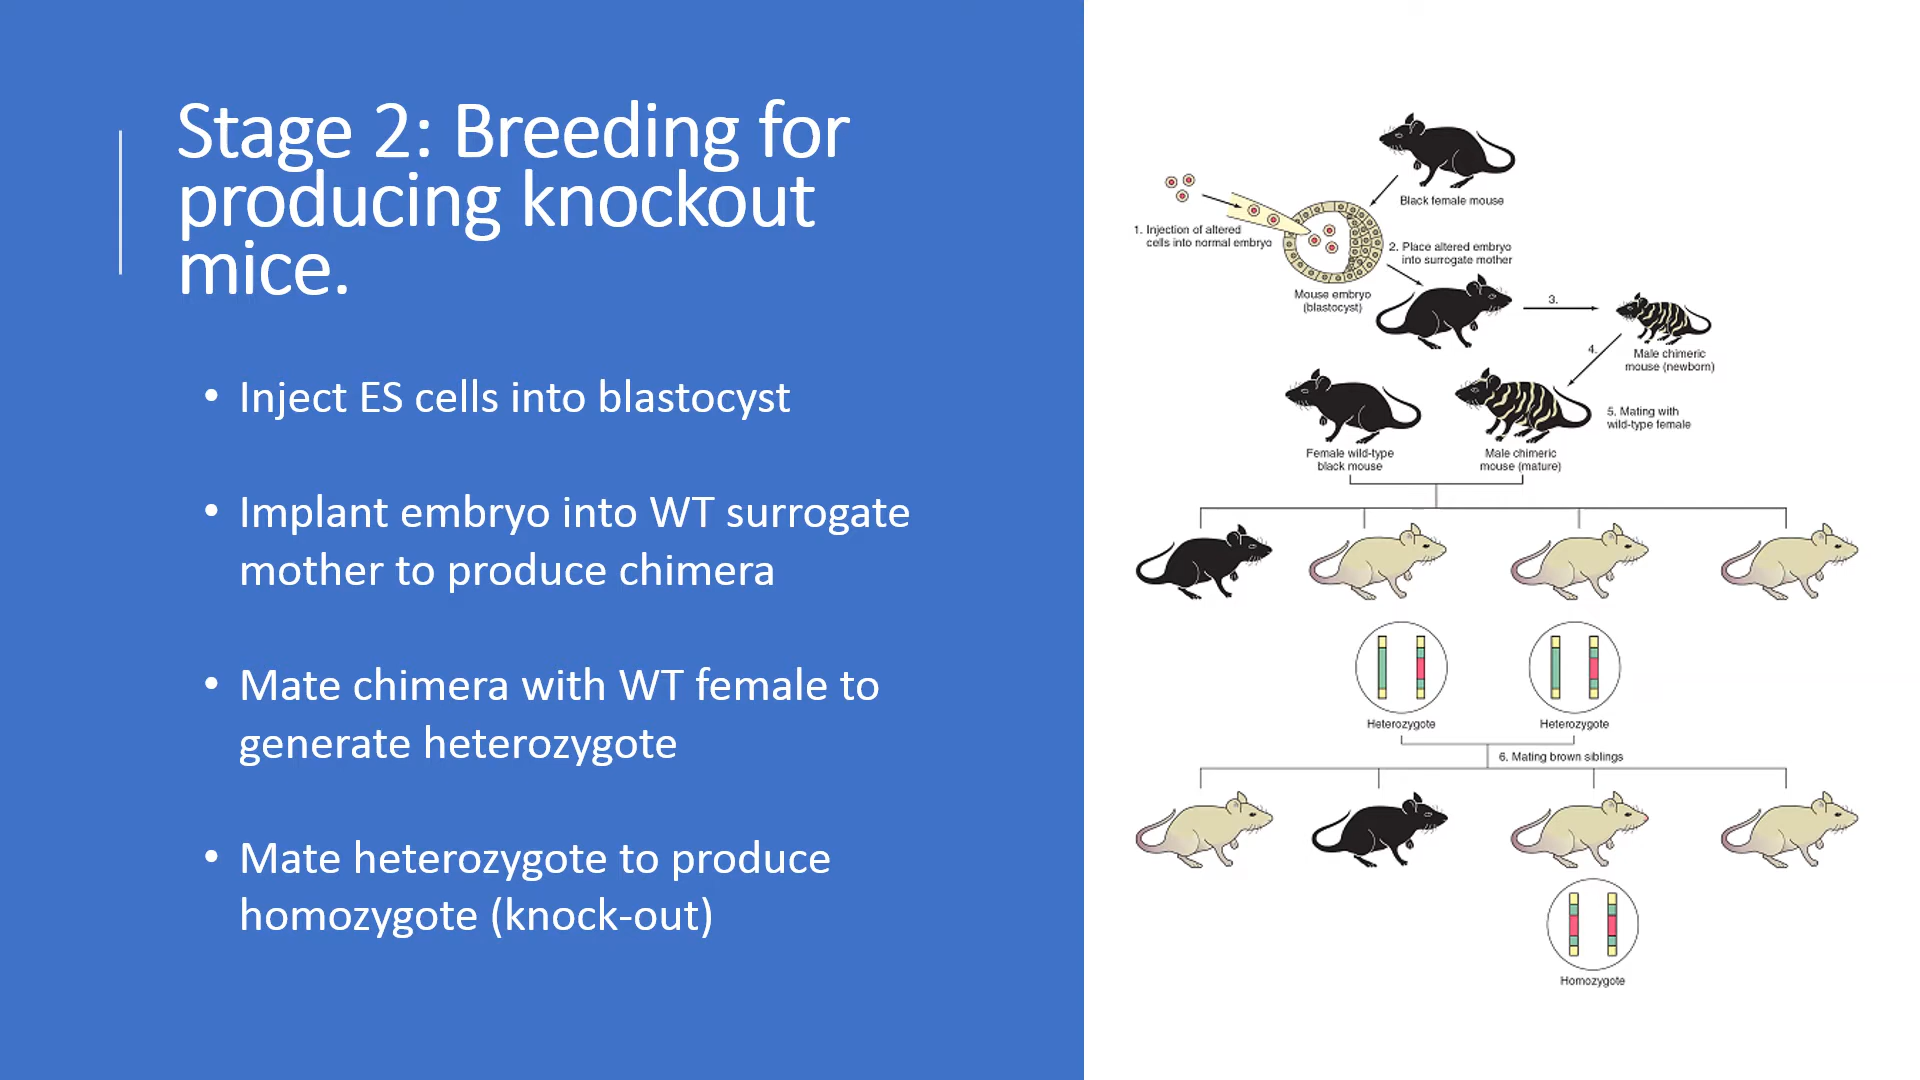 Stage 2: Breeding for
producing knockout
mice.
• Inject ES cells into blastocyst
• Implant embryo into WT surrogate
mother to produce chimera
• Mate chimera with WT female to
generate heterozygote
• Mate heterozygote to produce
homozygote (knock-out)
Black female mouse
1. Injection of altered
cells into normal embryo
2. Place altered embryo
into surrogate mother
Mouse embryo
(blastocyst)
3.
4.
Male chimeric
mouse (newborn)
5. Mating with
wild-type female
Female wild-type
black mouse
Male chimeric
mouse (mature)
Heterozygote
Heterozygote
6. Mating brown siblings
Homozygote